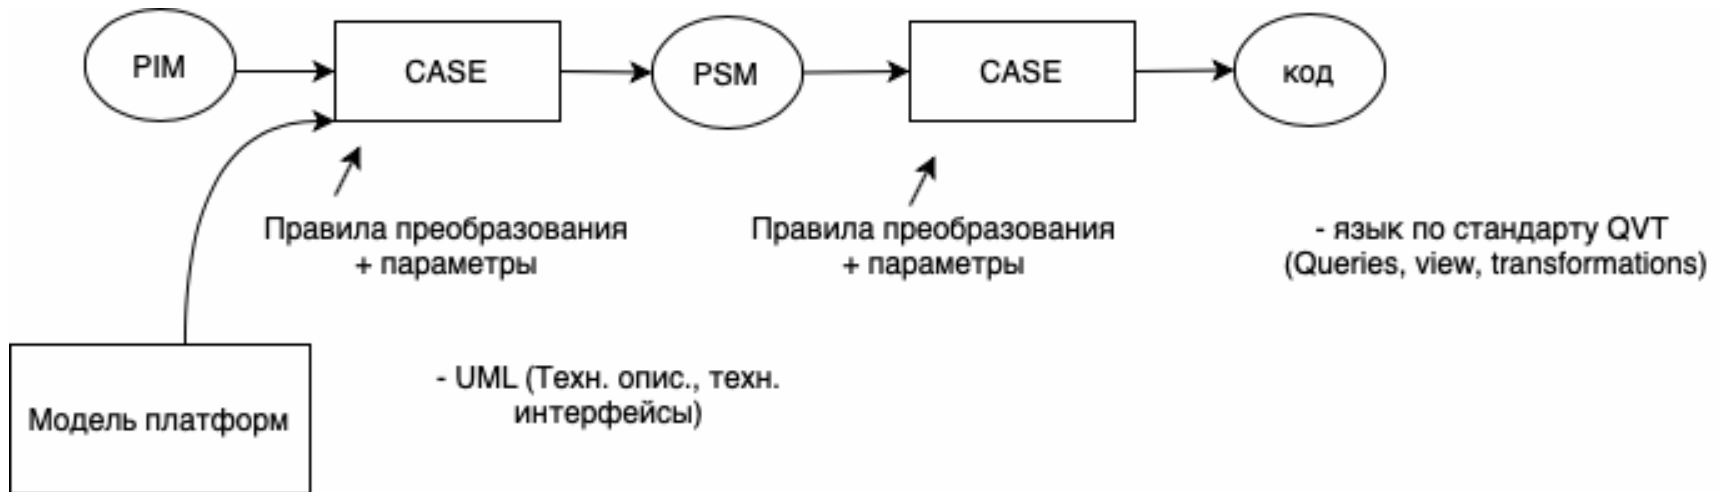 PIM
CASE
PSM
CASE
код
Правила преобразования
+ параметры
Правила преобразования
+ параметры
- язык по стандарту QVT
(Queries, view, transformations)
Модель платформ
- UML (Техн. опис., техн.
интерфейсы)